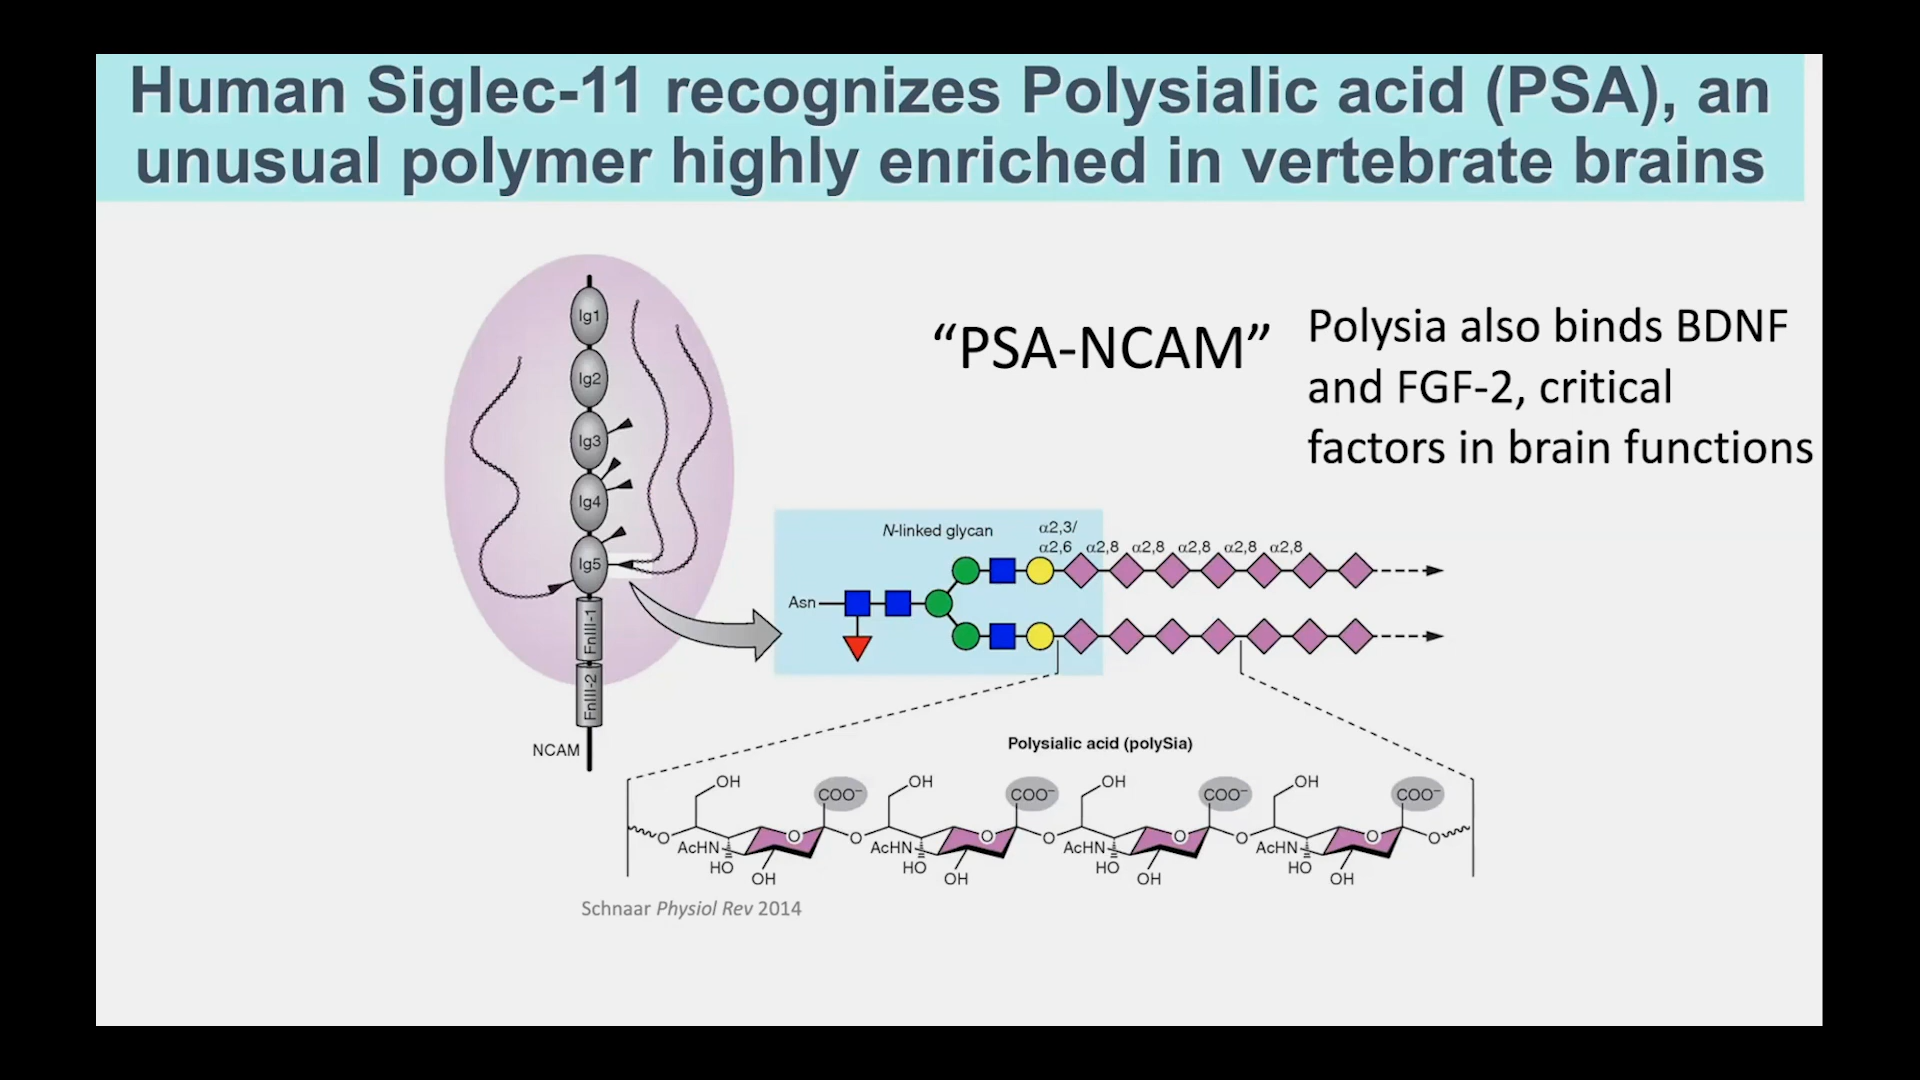 Human Siglec-11 recognizes Polysialic acid (PSA), an
unusual polymer highly enriched in vertebrate brains
“PSA-NCAM”
Polysia also binds BDNF
and FGF-2, critical
factors in brain functions
Ig1
Ig2
Ig3
Ig4
Ig5
FnIII-1
FnIII-2
NCAM
N-linked glycan
α2,3/
α2,6 α2,8 α2,8 α2,8 α2,8 α2,8
Asn
Polysialic acid (polySia)
OH COO⁻ OH COO⁻ OH COO⁻ OH COO⁻
O O O O O O O O O
AcHN AcHN AcHN AcHN
HO HO HO HO
OH OH OH OH
Schnaar Physiol Rev 2014